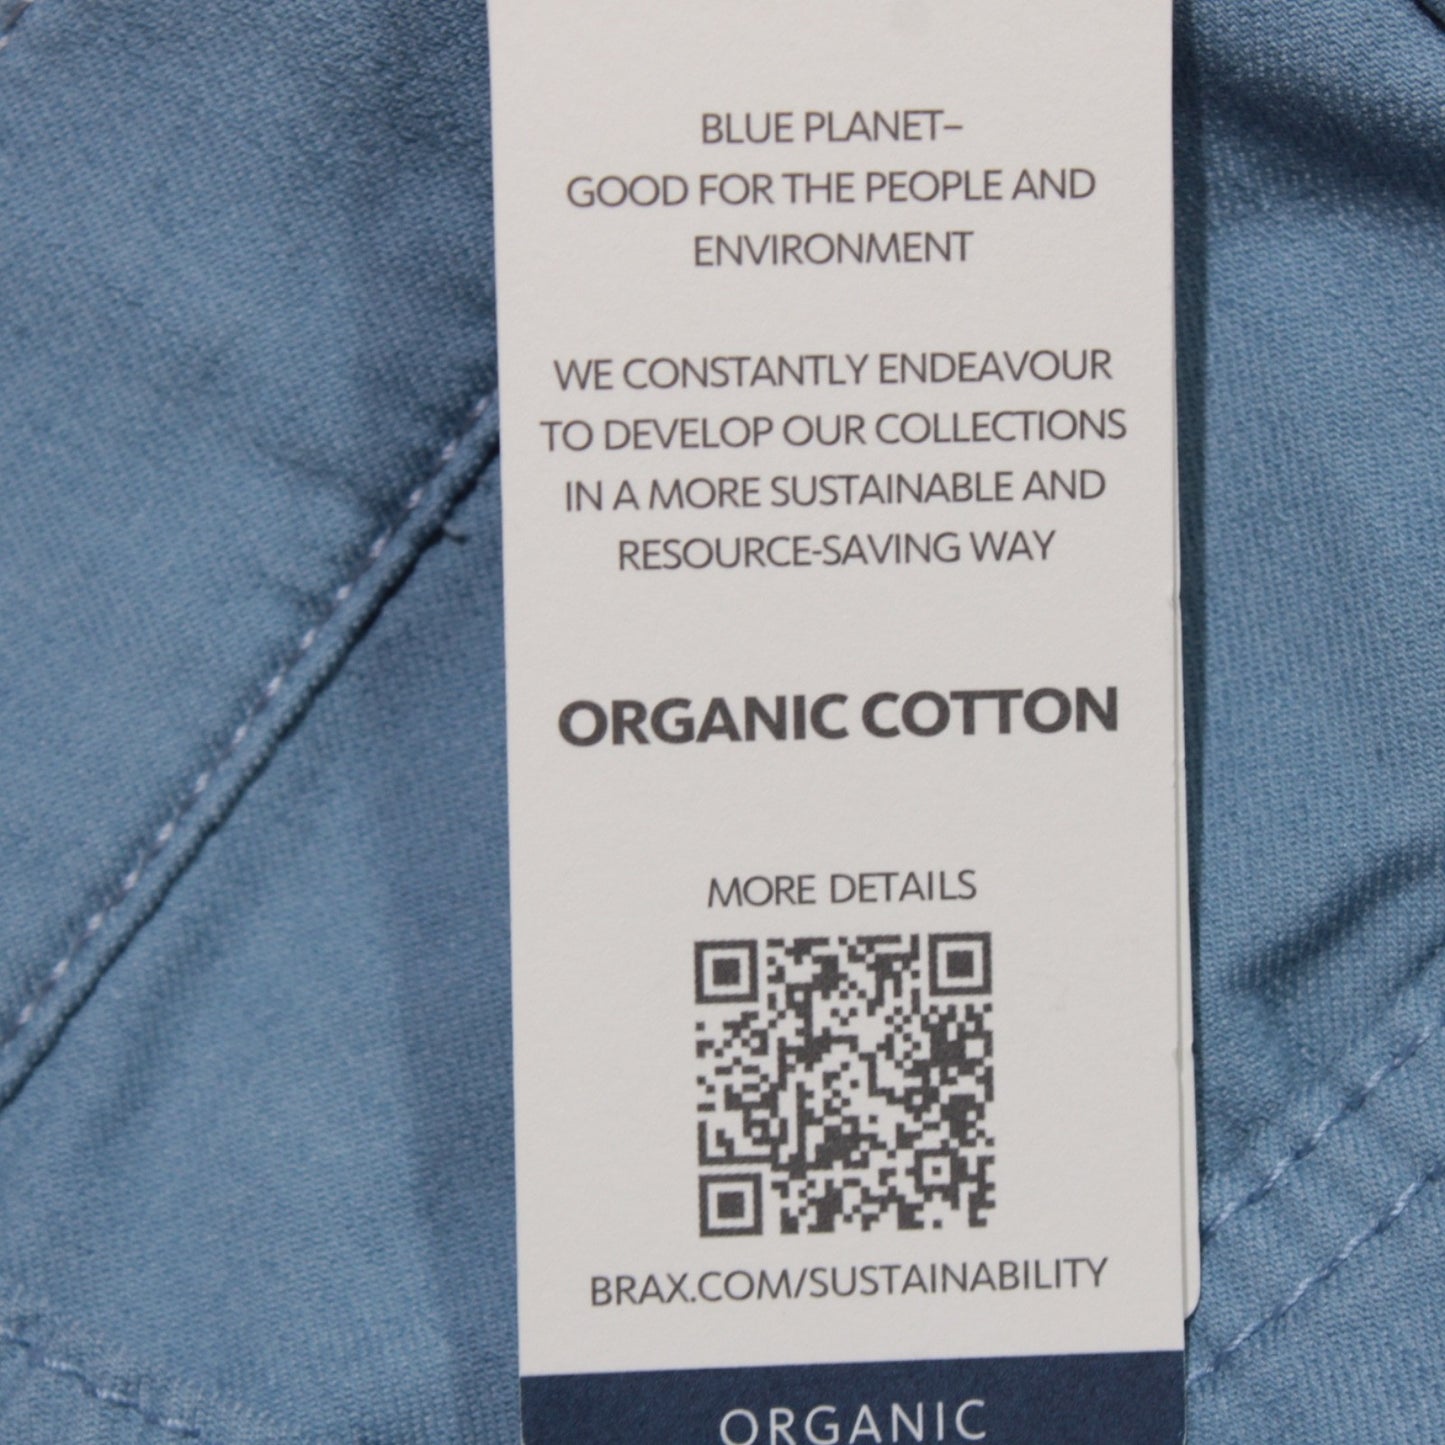 BLUE PLANET–
GOOD FOR THE PEOPLE AND
ENVIRONMENT
WE CONSTANTLY ENDEAVOUR
TO DEVELOP OUR COLLECTIONS
IN A MORE SUSTAINABLE AND
RESOURCE-SAVING WAY
ORGANIC COTTON
MORE DETAILS
BRAX.COM/SUSTAINABILITY
ORGANIC